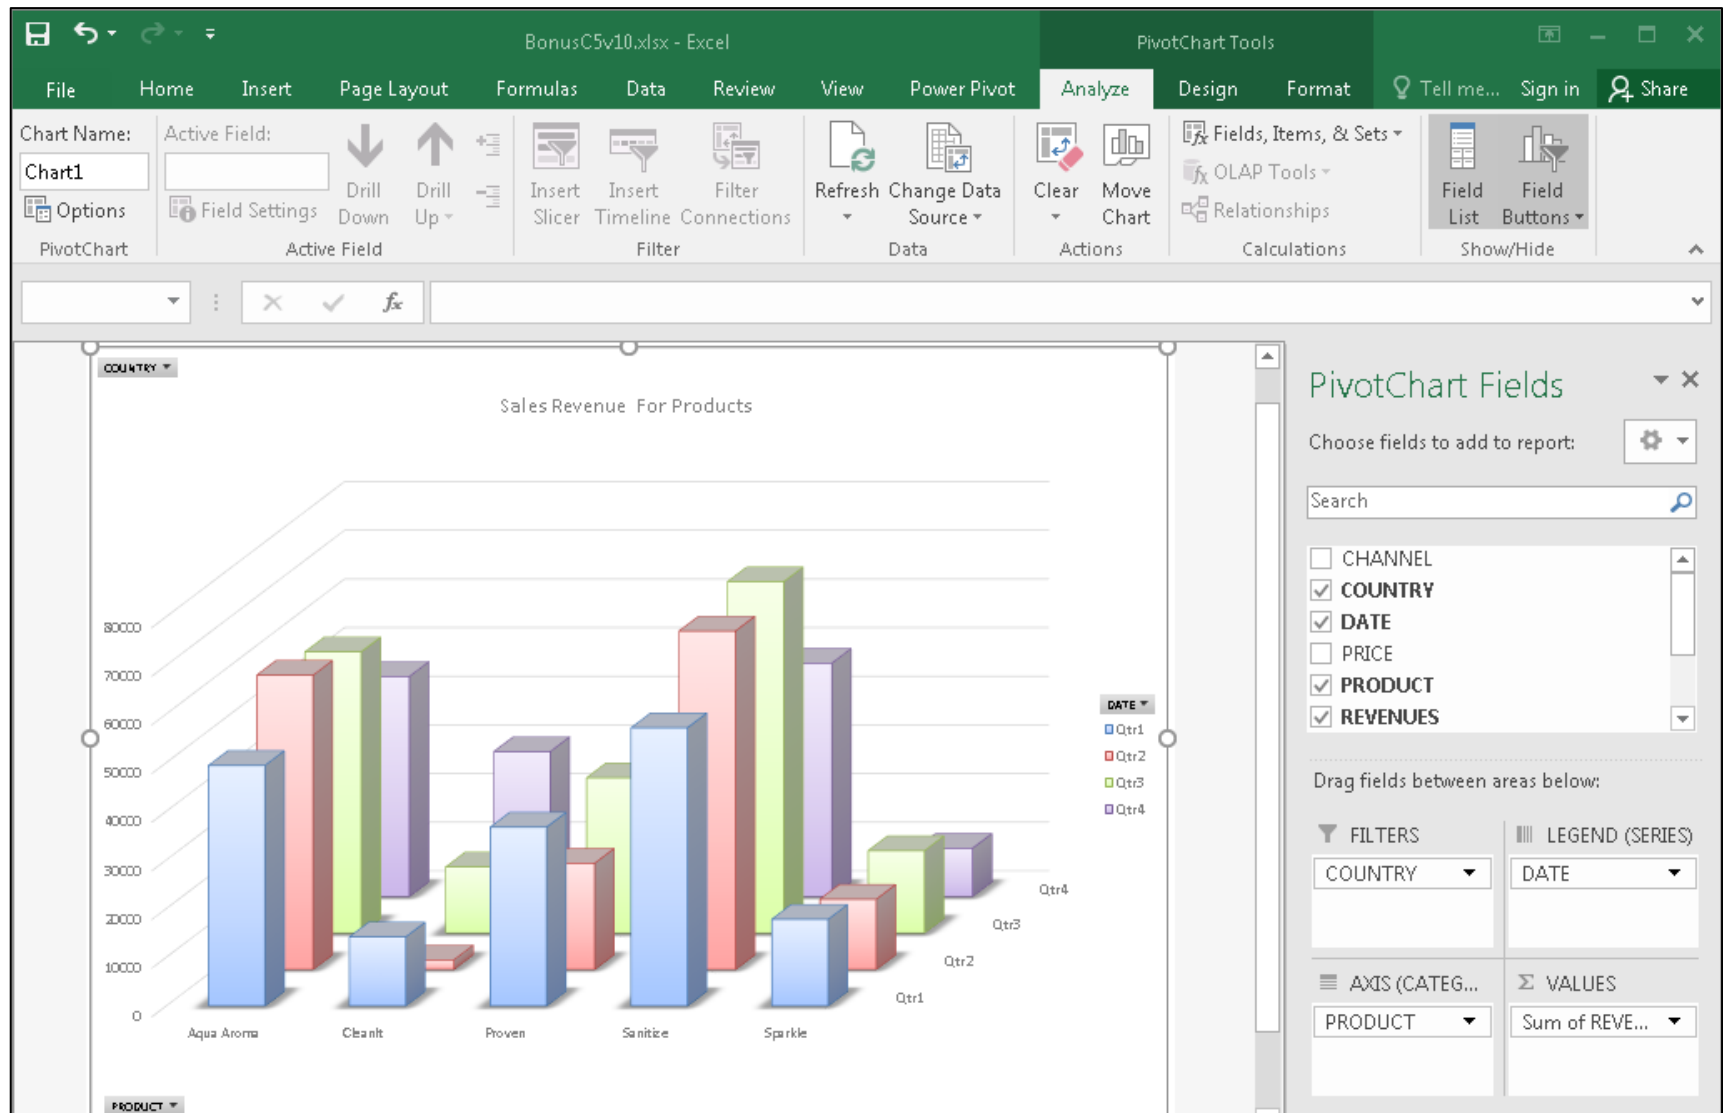 BonusC5v10.xlsx - Excel
PivotChart Tools
File Home Insert Page Layout Formulas Data Review View Power Pivot Analyze Design Format Tell me... Sign in Share
Chart Name:
Chart1
Options
PivotChart
Active Field:
Field Settings
Drill Down
Drill Up
Active Field
Insert Slicer
Insert Timeline
Filter Connections
Filter
Refresh
Change Data Source
Data
Clear
Move Chart
Actions
Fields, Items, & Sets
OLAP Tools
Relationships
Calculations
Field List
Field Buttons
Show/Hide
fx
COUNTRY
Sales Revenue For Products
80000
70000
60000
50000
40000
30000
20000
10000
0
Aqua Aroma CleanIt Proven Sanitize Sparkle
Qtr4
Qtr3
Qtr2
Qtr1
DATE
Qtr1
Qtr2
Qtr3
Qtr4
PRODUCT
PivotChart Fields
Choose fields to add to report:
Search
CHANNEL
COUNTRY
DATE
PRICE
PRODUCT
REVENUES
Drag fields between areas below:
FILTERS
COUNTRY
LEGEND (SERIES)
DATE
AXIS (CATEG...
PRODUCT
Σ VALUES
Sum of REVE...